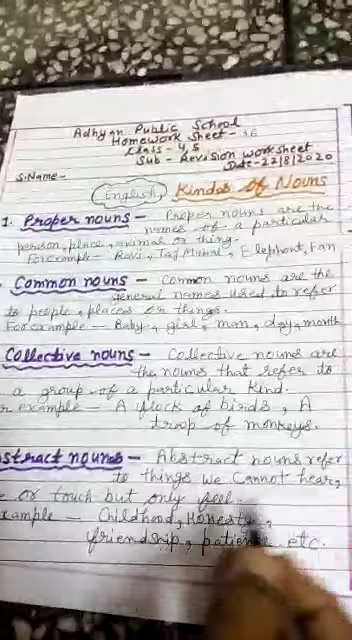 Adhyan Public School
Homework Sheet - 36
Class - 4, 5
Sub - Revision worksheet
Date - 22/8/2020
S.Name -
English, Kinds of Nouns
1. Proper nouns - Proper nouns are the
names of a particular
person, place, animal or thing.
For example - Ravi, Taj Mahal, Elephant, Fan
Common nouns - Common nouns are the
general names used to refer
to people, places or things.
For example - Baby, girl, man, day, month
Collective nouns - Collective nouns are
the nouns that refer to
a group of a particular kind.
r example - A flock of birds, A
troop of monkeys.
bstract nouns - Abstract nouns refer
to things we cannot hear,
e or touch but only feel.
xample - Childhood, Honesty,
friendship, patience etc.